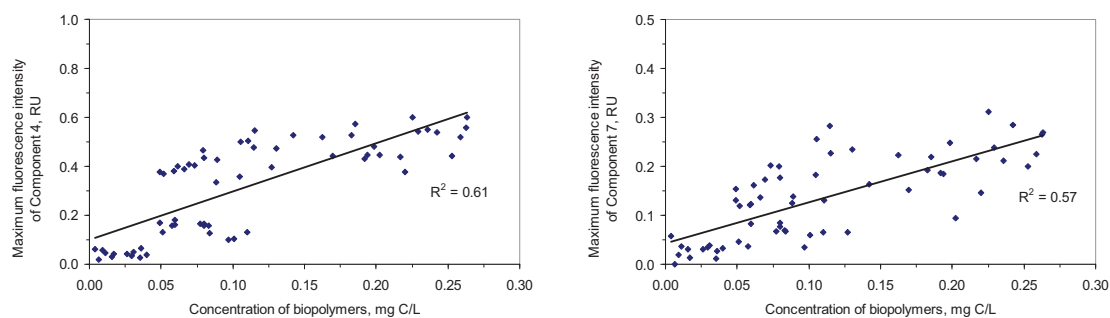 Maximum fluorescence intensity
of Component 4, RU
1.0
0.8
0.6
0.4
0.2
0.0
R² = 0.61
0.00 0.05 0.10 0.15 0.20 0.25 0.30
Concentration of biopolymers, mg C/L
Maximum fluorescence intensity
of Component 7, RU
0.5
0.4
0.3
0.2
0.1
0.0
R² = 0.57
0.00 0.05 0.10 0.15 0.20 0.25 0.30
Concentration of biopolymers, mg C/L